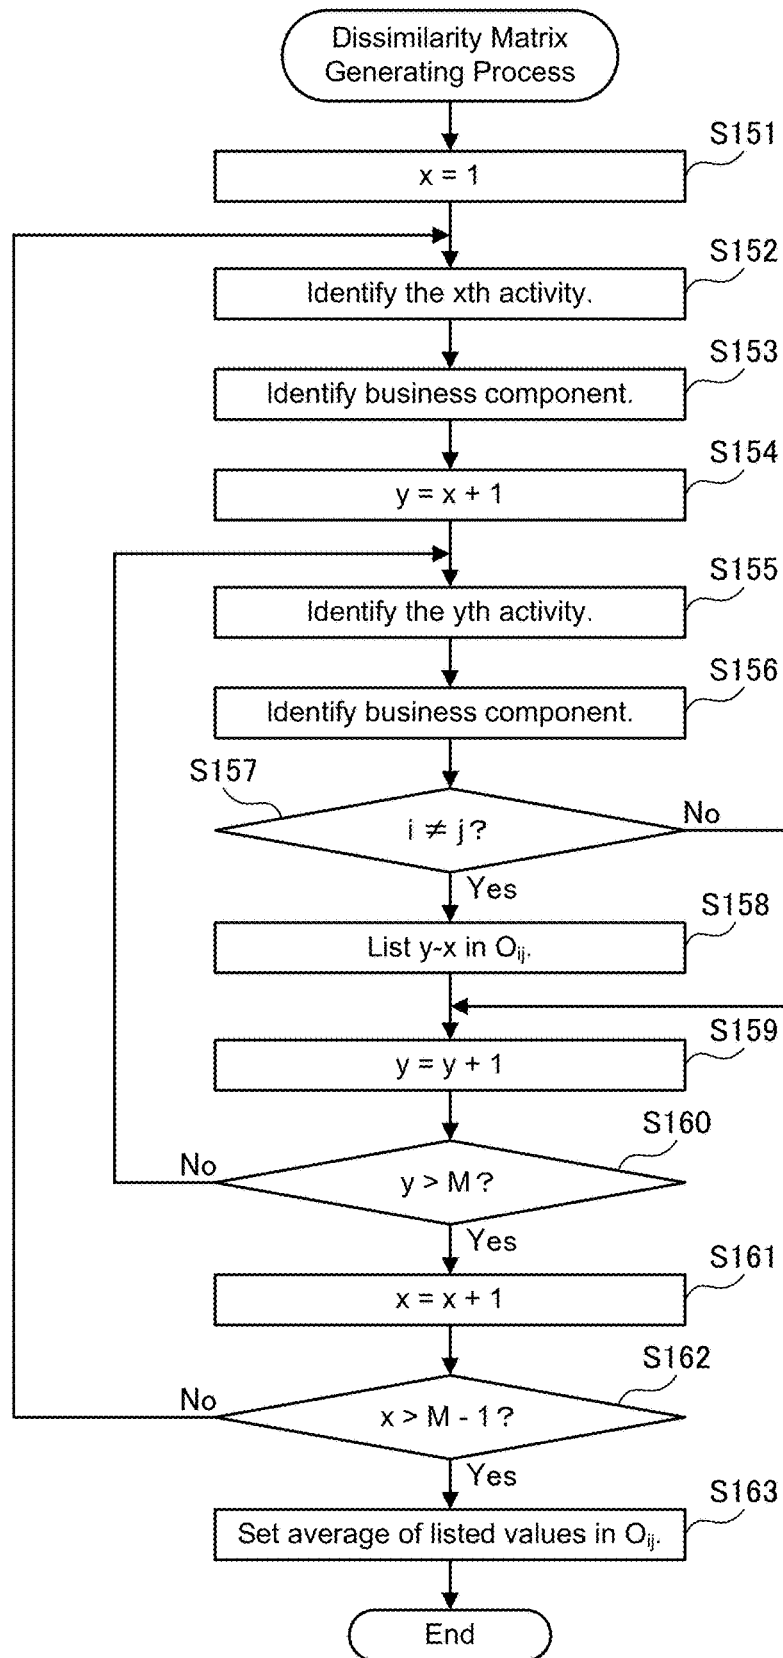 Dissimilarity Matrix
Generating Process
S151
x = 1
S152
Identify the xth activity.
S153
Identify business component.
S154
y = x + 1
S155
Identify the yth activity.
S156
Identify business component.
S157
i ≠ j?
No
Yes
S158
List y-x in Oij.
S159
y = y + 1
S160
No
y > M?
Yes
S161
x = x + 1
S162
No
x > M - 1?
Yes
S163
Set average of listed values in Oij.
End